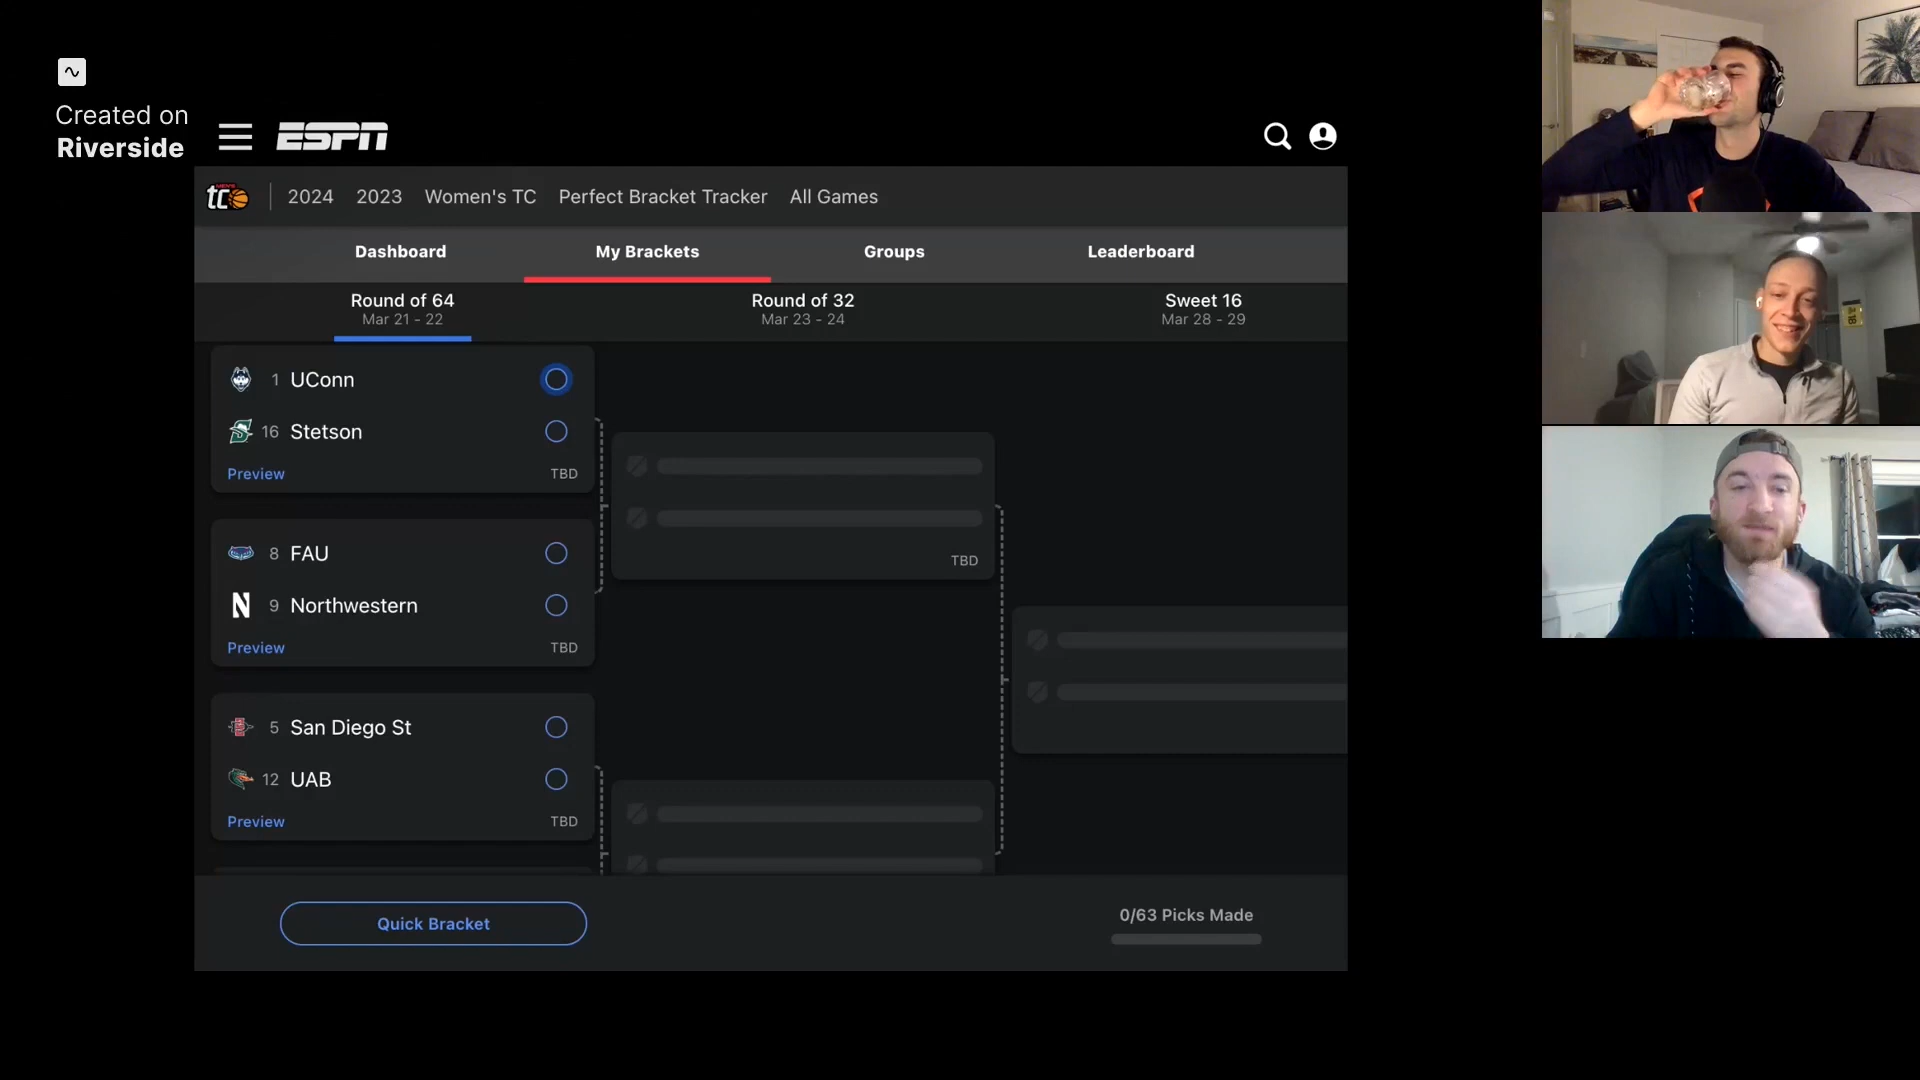 Created on
Riverside
ESPN
MEN'S
tc
2024 2023 Women's TC Perfect Bracket Tracker All Games
Dashboard My Brackets Groups Leaderboard
Round of 64 Round of 32 Sweet 16
Mar 21 - 22 Mar 23 - 24 Mar 28 - 29
1 UConn
16 Stetson
Preview TBD
TBD
8 FAU
9 Northwestern
Preview TBD
5 San Diego St
12 UAB
Preview TBD
Quick Bracket
0/63 Picks Made